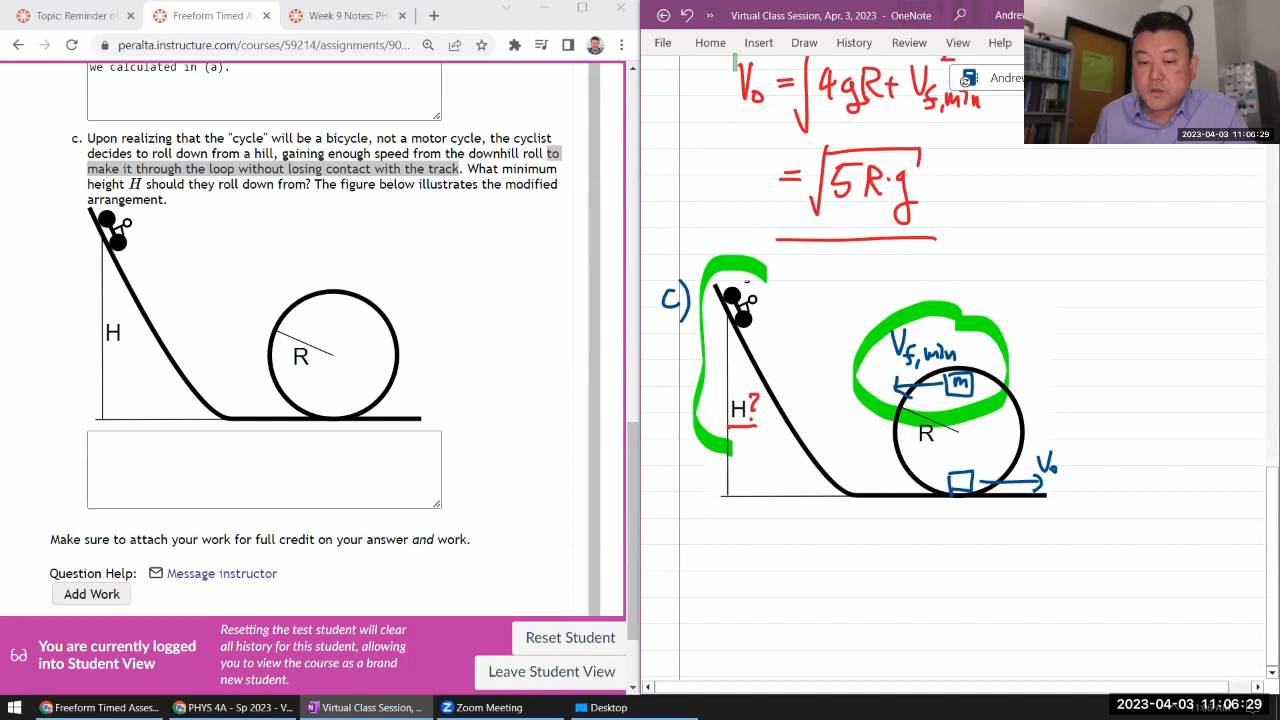 Topic: Reminder of
Freeform Timed As
Week 9 Notes: PH
peralta.instructure.com/courses/59214/assignments/90...
we calculated in (a).
c. Upon realizing that the "cycle" will be a bicycle, not a motor cycle, the cyclist
decides to roll down from a hill, gaining enough speed from the downhill roll to
make it through the loop without losing contact with the track. What minimum
height H should they roll down from? The figure below illustrates the modified
arrangement.
H
R
Make sure to attach your work for full credit on your answer and work.
Question Help: Message instructor
Add Work
You are currently logged
into Student View
Resetting the test student will clear
all history for this student, allowing
you to view the course as a brand
new student.
Reset Student
Leave Student View
Virtual Class Session, Apr. 3, 2023 - OneNote
Andre
File Home Insert Draw History Review View Help
Andrew
V₀ = √4gR + V²f,min
= √5R·g
c)
Vf,min
m
H?
R
V₀
2023-04-03 11:06:29
Freeform Timed Asses...
PHYS 4A - Sp 2023 - V...
Virtual Class Session, ...
Zoom Meeting
Desktop
2023-04-03 11:06:29